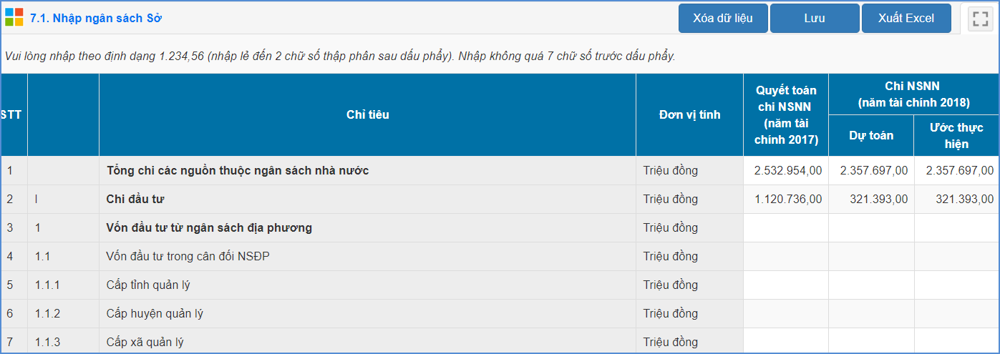 7.1. Nhập ngân sách Sở
Xóa dữ liệu
Lưu
Xuất Excel
Vui lòng nhập theo định dạng 1.234,56 (nhập lẻ đến 2 chữ số thập phân sau dấu phẩy). Nhập không quá 7 chữ số trước dấu phẩy.
STT
Chỉ tiêu
Đơn vị tính
Quyết toán
chi NSNN
(năm tài
chính 2017)
Chi NSNN
(năm tài chính 2018)
Dự toán
Ước thực
hiện
1 Tổng chi các nguồn thuộc ngân sách nhà nước Triệu đồng 2.532.954,00 2.357.697,00 2.357.697,00
2 I Chi đầu tư Triệu đồng 1.120.736,00 321.393,00 321.393,00
3 1 Vốn đầu tư từ ngân sách địa phương Triệu đồng
4 1.1 Vốn đầu tư trong cân đối NSĐP Triệu đồng
5 1.1.1 Cấp tỉnh quản lý Triệu đồng
6 1.1.2 Cấp huyện quản lý Triệu đồng
7 1.1.3 Cấp xã quản lý Triệu đồng